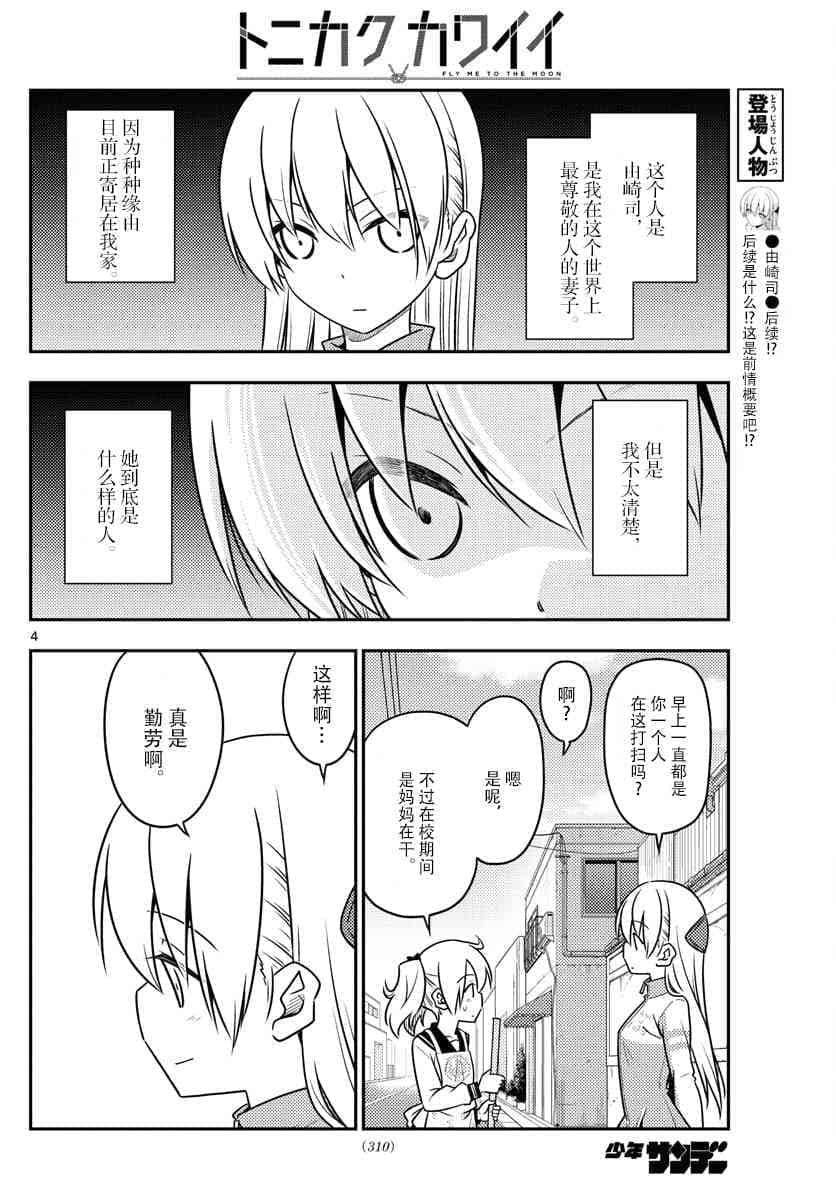 トニカクカワイイ
FLY ME TO THE MOON
登場人物
とうじょうじんぶつ
●由崎司●后续!?
后续是什么!?这是前情概要吧!?
这个人是
由崎司，
是我在这个世界上
最尊敬的人的妻子。
因为种种缘由
目前正寄居在我家。
但是
我不太清楚，
她到底是
什么样的人。
4
早上一直都是
你一个人
在这打扫吗?
啊?
嗯
是呢，
不过在校期间
是妈妈在干。
这样啊…
真是
勤劳啊。
(310)
少年サンデー